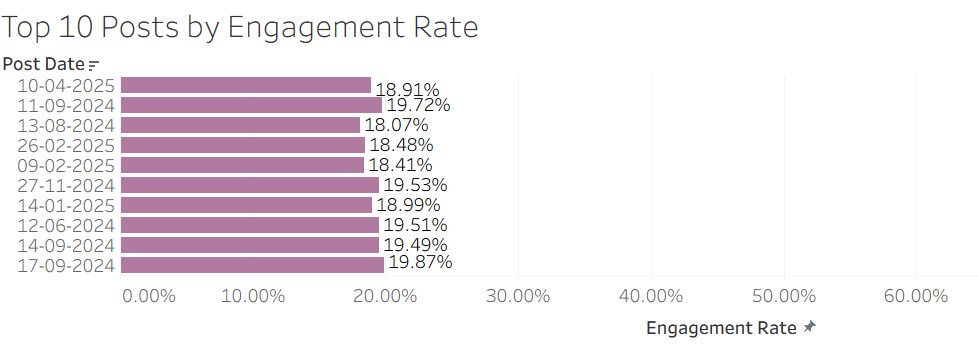 Top 10 Posts by Engagement Rate
Post Date
10-04-2025 18.91%
11-09-2024 19.72%
13-08-2024 18.07%
26-02-2025 18.48%
09-02-2025 18.41%
27-11-2024 19.53%
14-01-2025 18.99%
12-06-2024 19.51%
14-09-2024 19.49%
17-09-2024 19.87%
0.00% 10.00% 20.00% 30.00% 40.00% 50.00% 60.00%
Engagement Rate